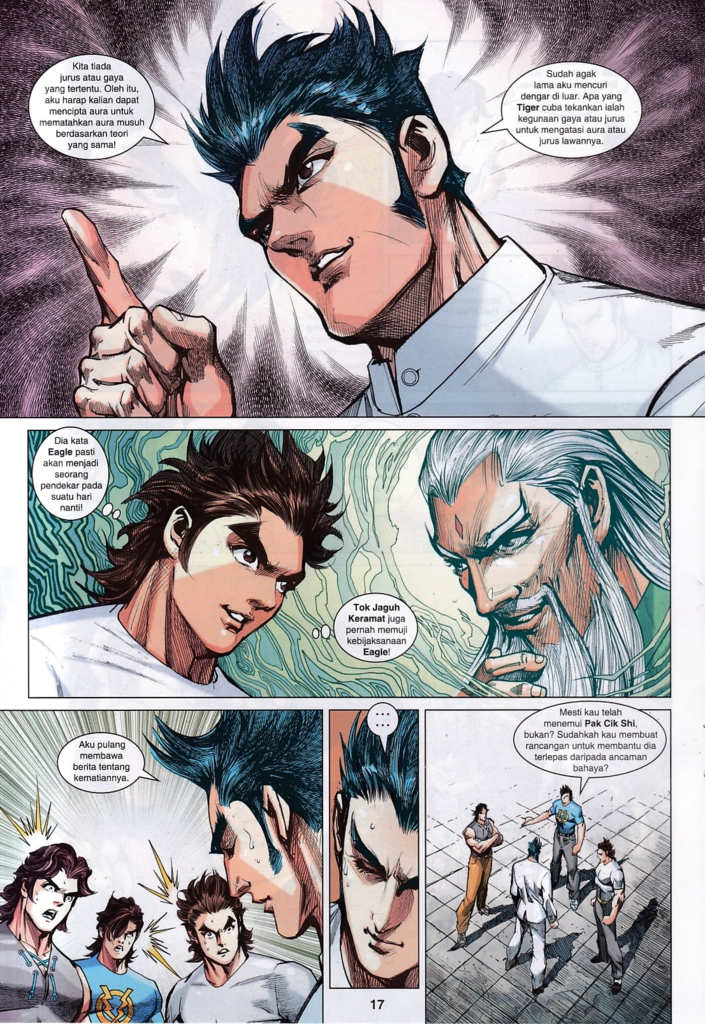 Kita tiada
jurus atau gaya
yang tertentu. Oleh itu,
aku harap kalian dapat
mencipta aura untuk
mematahkan aura musuh
berdasarkan teori
yang sama!
Sudah agak
lama aku mencuri
dengar di luar. Apa yang
Tiger cuba tekankan ialah
kegunaan gaya atau jurus
untuk mengatasi aura atau
jurus lawannya.
Dia kata
Eagle pasti
akan menjadi
seorang
pendekar pada
suatu hari
nanti!
Tok Jaguh
Keramat juga
pernah memuji
kebijaksanaan
Eagle!
Aku pulang
membawa
berita tentang
kematiannya.
...
...
Mesti kau telah
menemui Pak Cik Shi,
bukan? Sudahkah kau membuat
rancangan untuk membantu dia
terlepas daripada ancaman
bahaya?
17